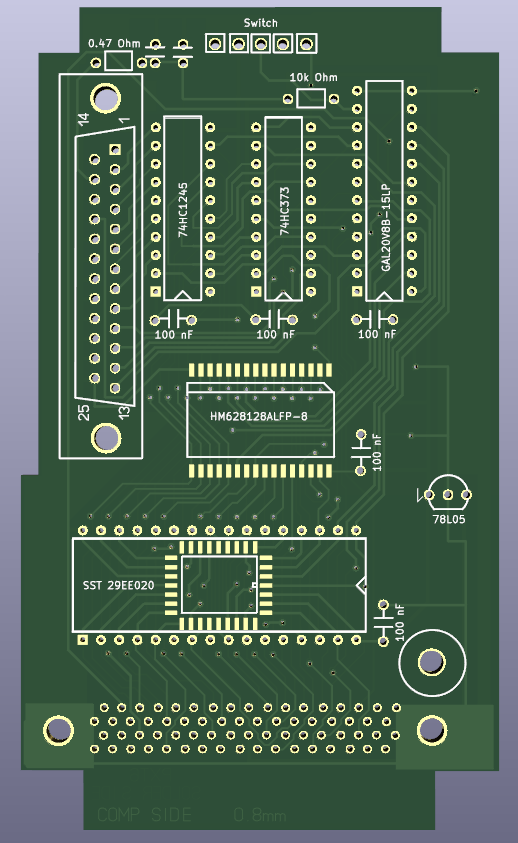 Switch
0.47 Ohm
10k Ohm
14
1
74HC1245
74HC373
GAL20V8B-15LP
100 nF
100 nF
100 nF
25
13
HM628128ALFP-8
100 nF
78L05
SST 29EE020
100 nF
COMP SIDE 0.8mm